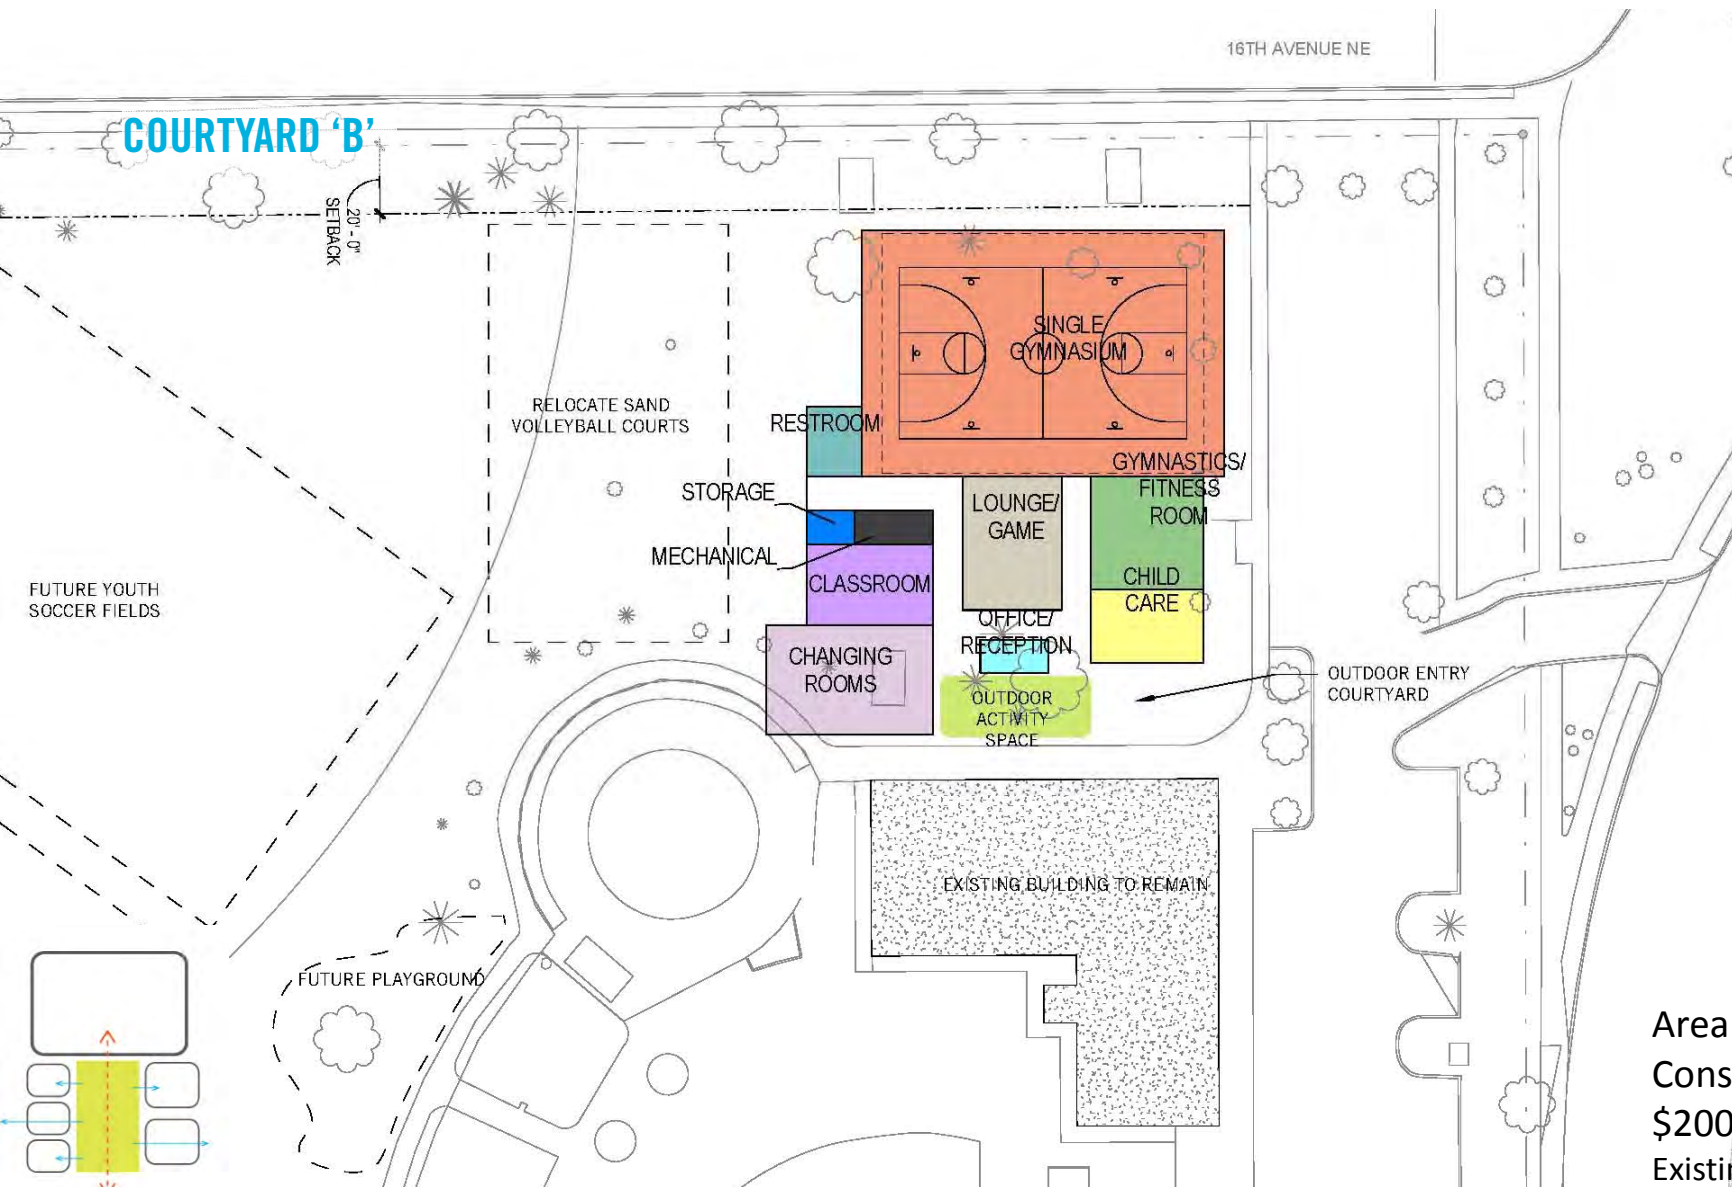 16TH AVENUE NE
COURTYARD ‘B’
20' - 0"
SETBACK
SINGLE
GYMNASIUM
RELOCATE SAND
VOLLEYBALL COURTS
RESTROOM
GYMNASTICS/
FITNESS
ROOM
STORAGE
LOUNGE/
GAME
MECHANICAL
CLASSROOM
CHILD
CARE
FUTURE YOUTH
SOCCER FIELDS
OFFICE/
RECEPTION
CHANGING
ROOMS
OUTDOOR ENTRY
COURTYARD
OUTDOOR
ACTIVITY
SPACE
EXISTING BUILDING TO REMAIN
FUTURE PLAYGROUND
Area
Cons
$200
Existin